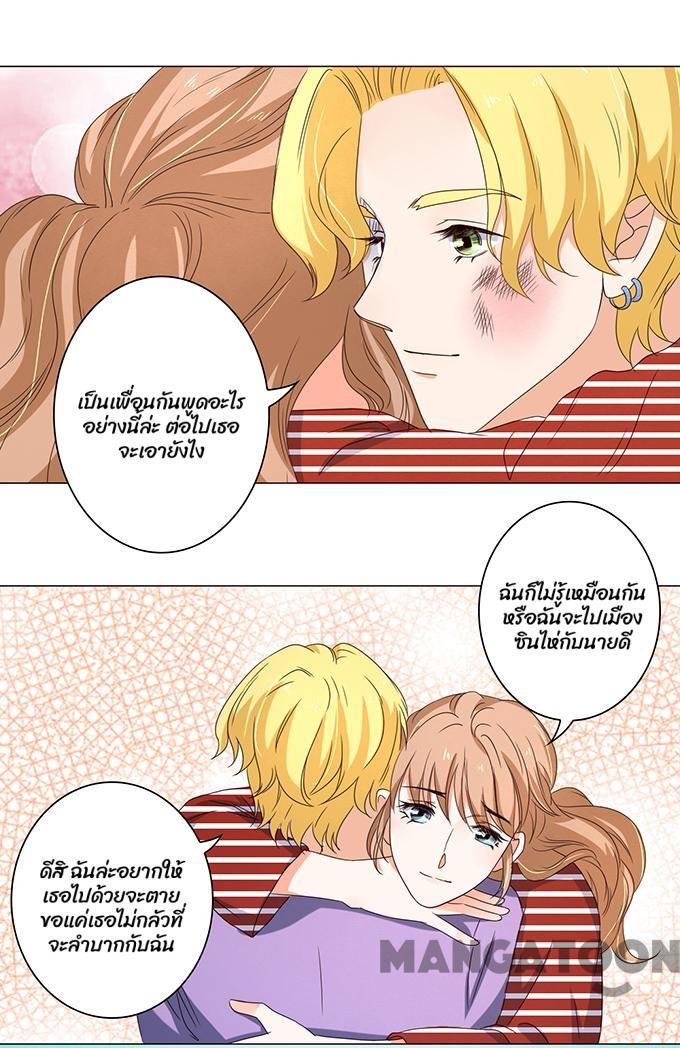 เป็นเพื่อนกันพูดอะไร
อย่างนี้ล่ะ ต่อไปเธอ
จะเอายังไง
ฉันก็ไม่รู้เหมือนกัน
หรือฉันจะไปเมือง
ซินไห่กับนายดี
ดีสิ ฉันล่ะอยากให้
เธอไปด้วยจะตาย
ขอแค่เธอไม่กลัวที่
จะลำบากกับฉัน
MANGATOON